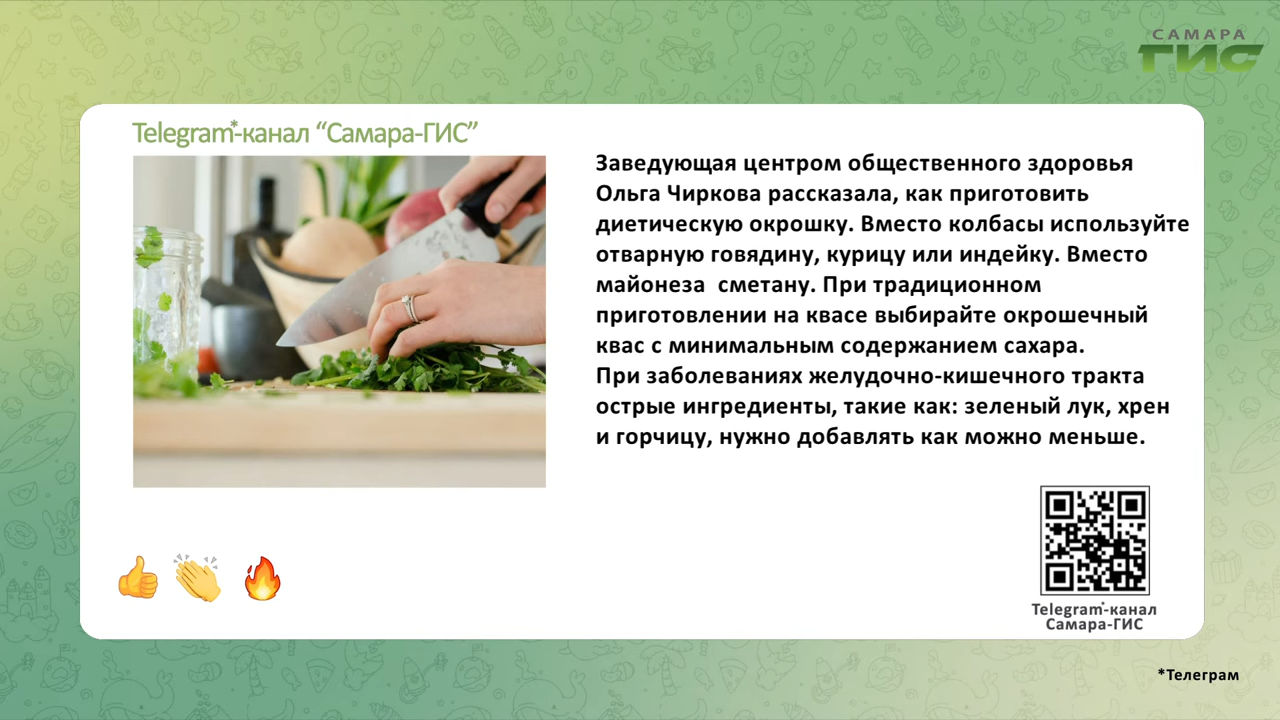 САМАРА
ГИС
Telegram*-канал “Самара-ГИС”
Заведующая центром общественного здоровья
Ольга Чиркова рассказала, как приготовить
диетическую окрошку. Вместо колбасы используйте
отварную говядину, курицу или индейку. Вместо
майонеза  сметану. При традиционном
приготовлении на квасе выбирайте окрошечный
квас с минимальным содержанием сахара.
При заболеваниях желудочно-кишечного тракта
острые ингредиенты, такие как: зеленый лук, хрен
и горчицу, нужно добавлять как можно меньше.
Telegram*-канал
Самара-ГИС
*Телеграм